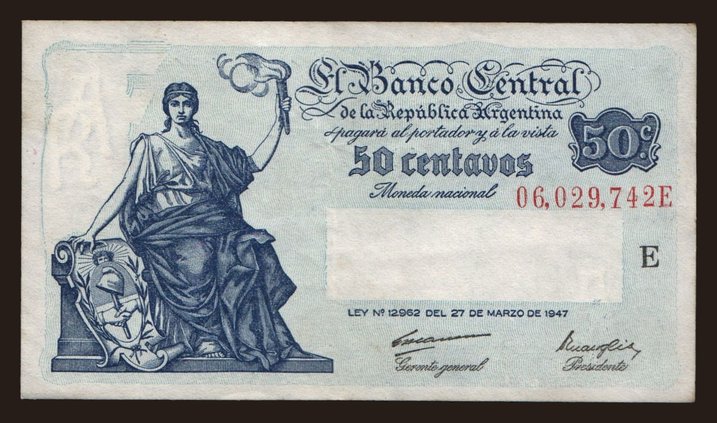 El Banco Central
de la República Argentina
pagará al portador y á la vista
50 centavos
50 c.
Moneda nacional
06,029,742E
E
LEY Nº 12962 DEL 27 DE MARZO DE 1947
Gerente general
Presidente